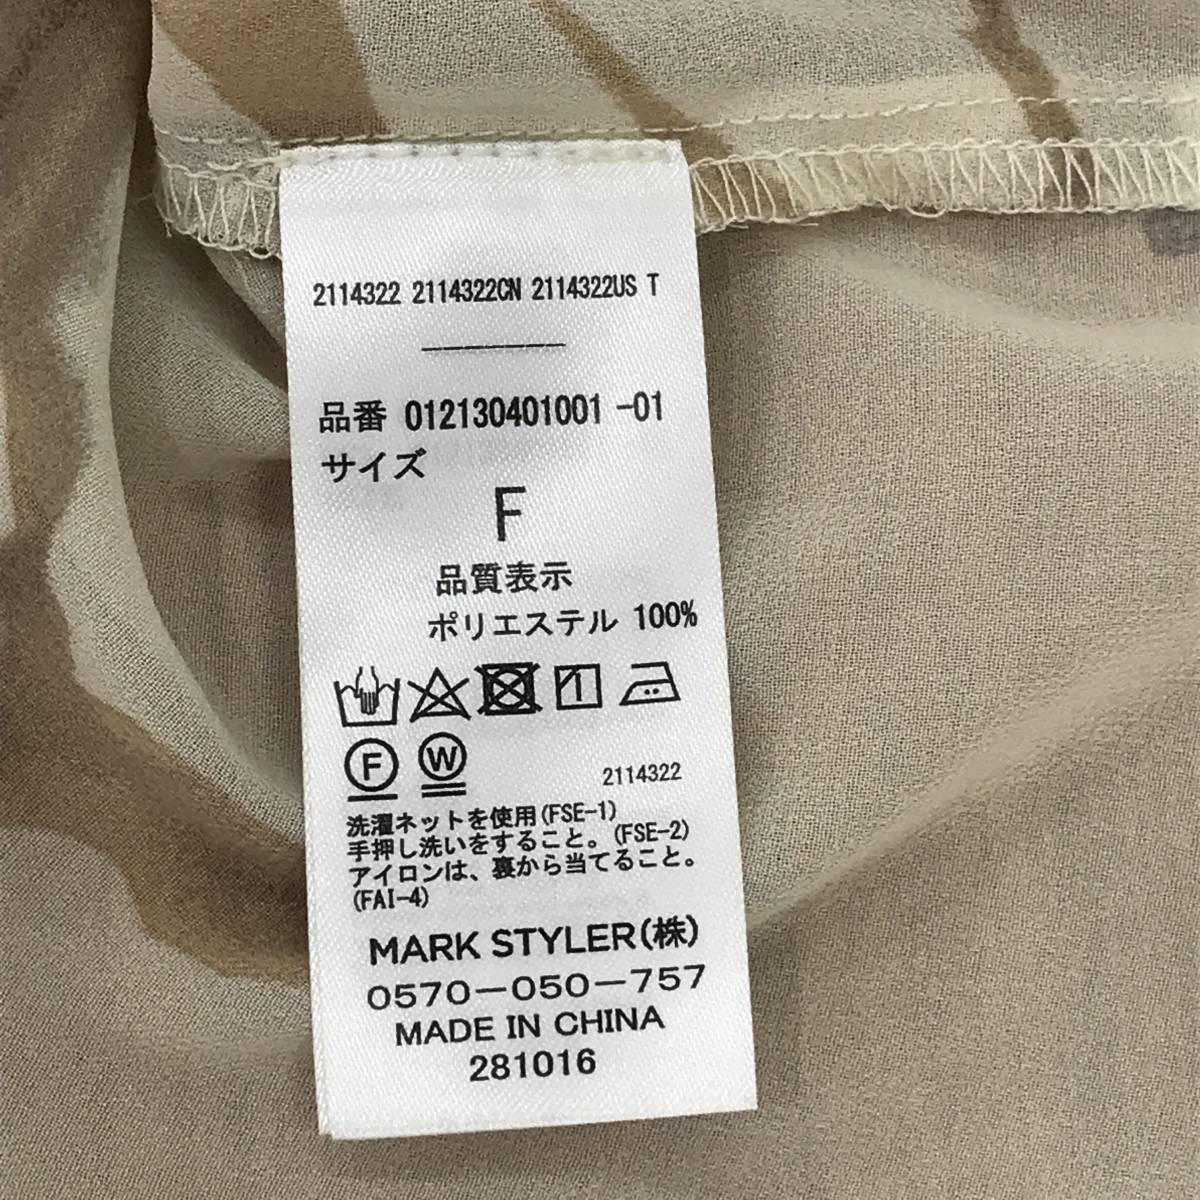 2114322 2114322CN 2114322US T
品番 012130401001 -01
サイズ
F
品質表示
ポリエステル 100%
F W
2114322
洗濯ネットを使用(FSE-1)
手押し洗いをすること。(FSE-2)
アイロンは、裏から当てること。
(FAI-4)
MARK STYLER(株)
0570-050-757
MADE IN CHINA
281016